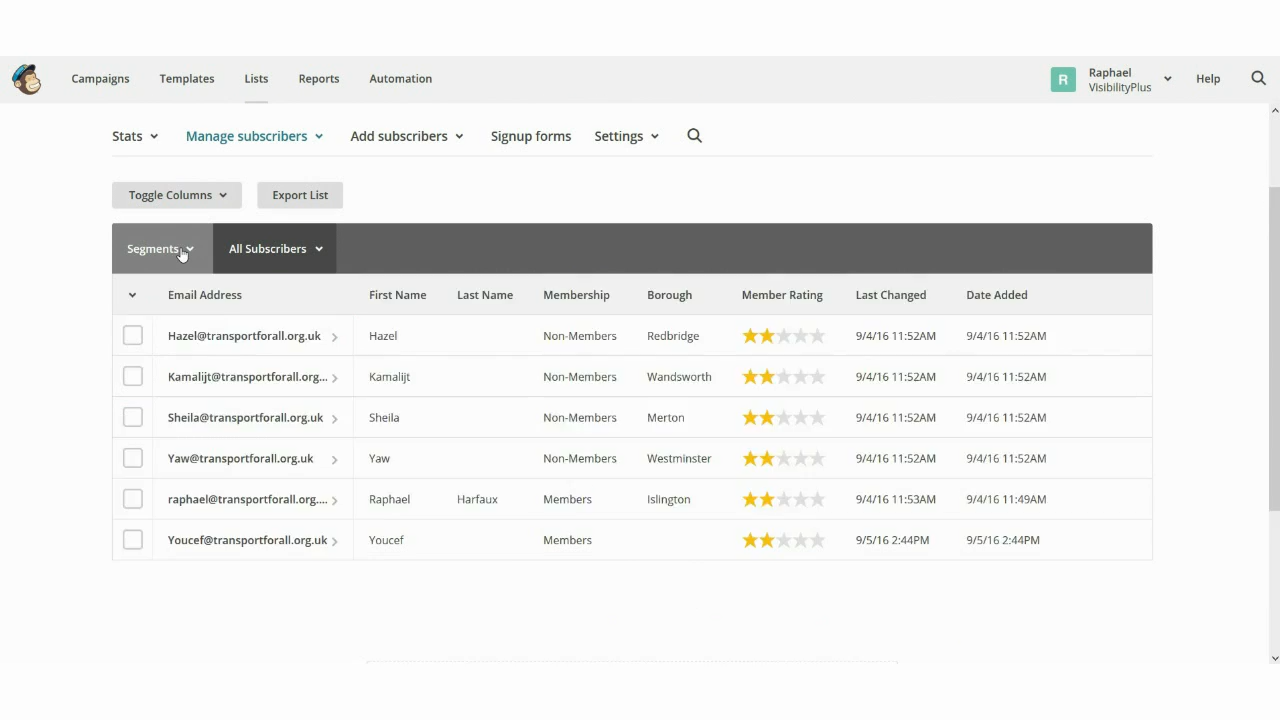 Campaigns Templates Lists Reports Automation R Raphael Help
VIsibilityPlus
Stats Manage subscribers Add subscribers Signup forms Settings
Toggle Columns Export List
Segments All Subscribers
Email Address First Name Last Name Membership Borough Member Rating Last Changed Date Added
Hazel@transportforall.org.uk Hazel Non-Members Redbridge 9/4/16 11:52AM 9/4/16 11:52AM
Kamalijt@transportforall.org... Kamalijt Non-Members Wandsworth 9/4/16 11:52AM 9/4/16 11:52AM
Sheila@transportforall.org.uk Sheila Non-Members Merton 9/4/16 11:52AM 9/4/16 11:52AM
Yaw@transportforall.org.uk Yaw Non-Members Westminster 9/4/16 11:52AM 9/4/16 11:52AM
raphael@transportforall.org.... Raphael Harfaux Members Islington 9/4/16 11:53AM 9/4/16 11:49AM
Youcef@transportforall.org.uk Youcef Members 9/5/16 2:44PM 9/5/16 2:44PM